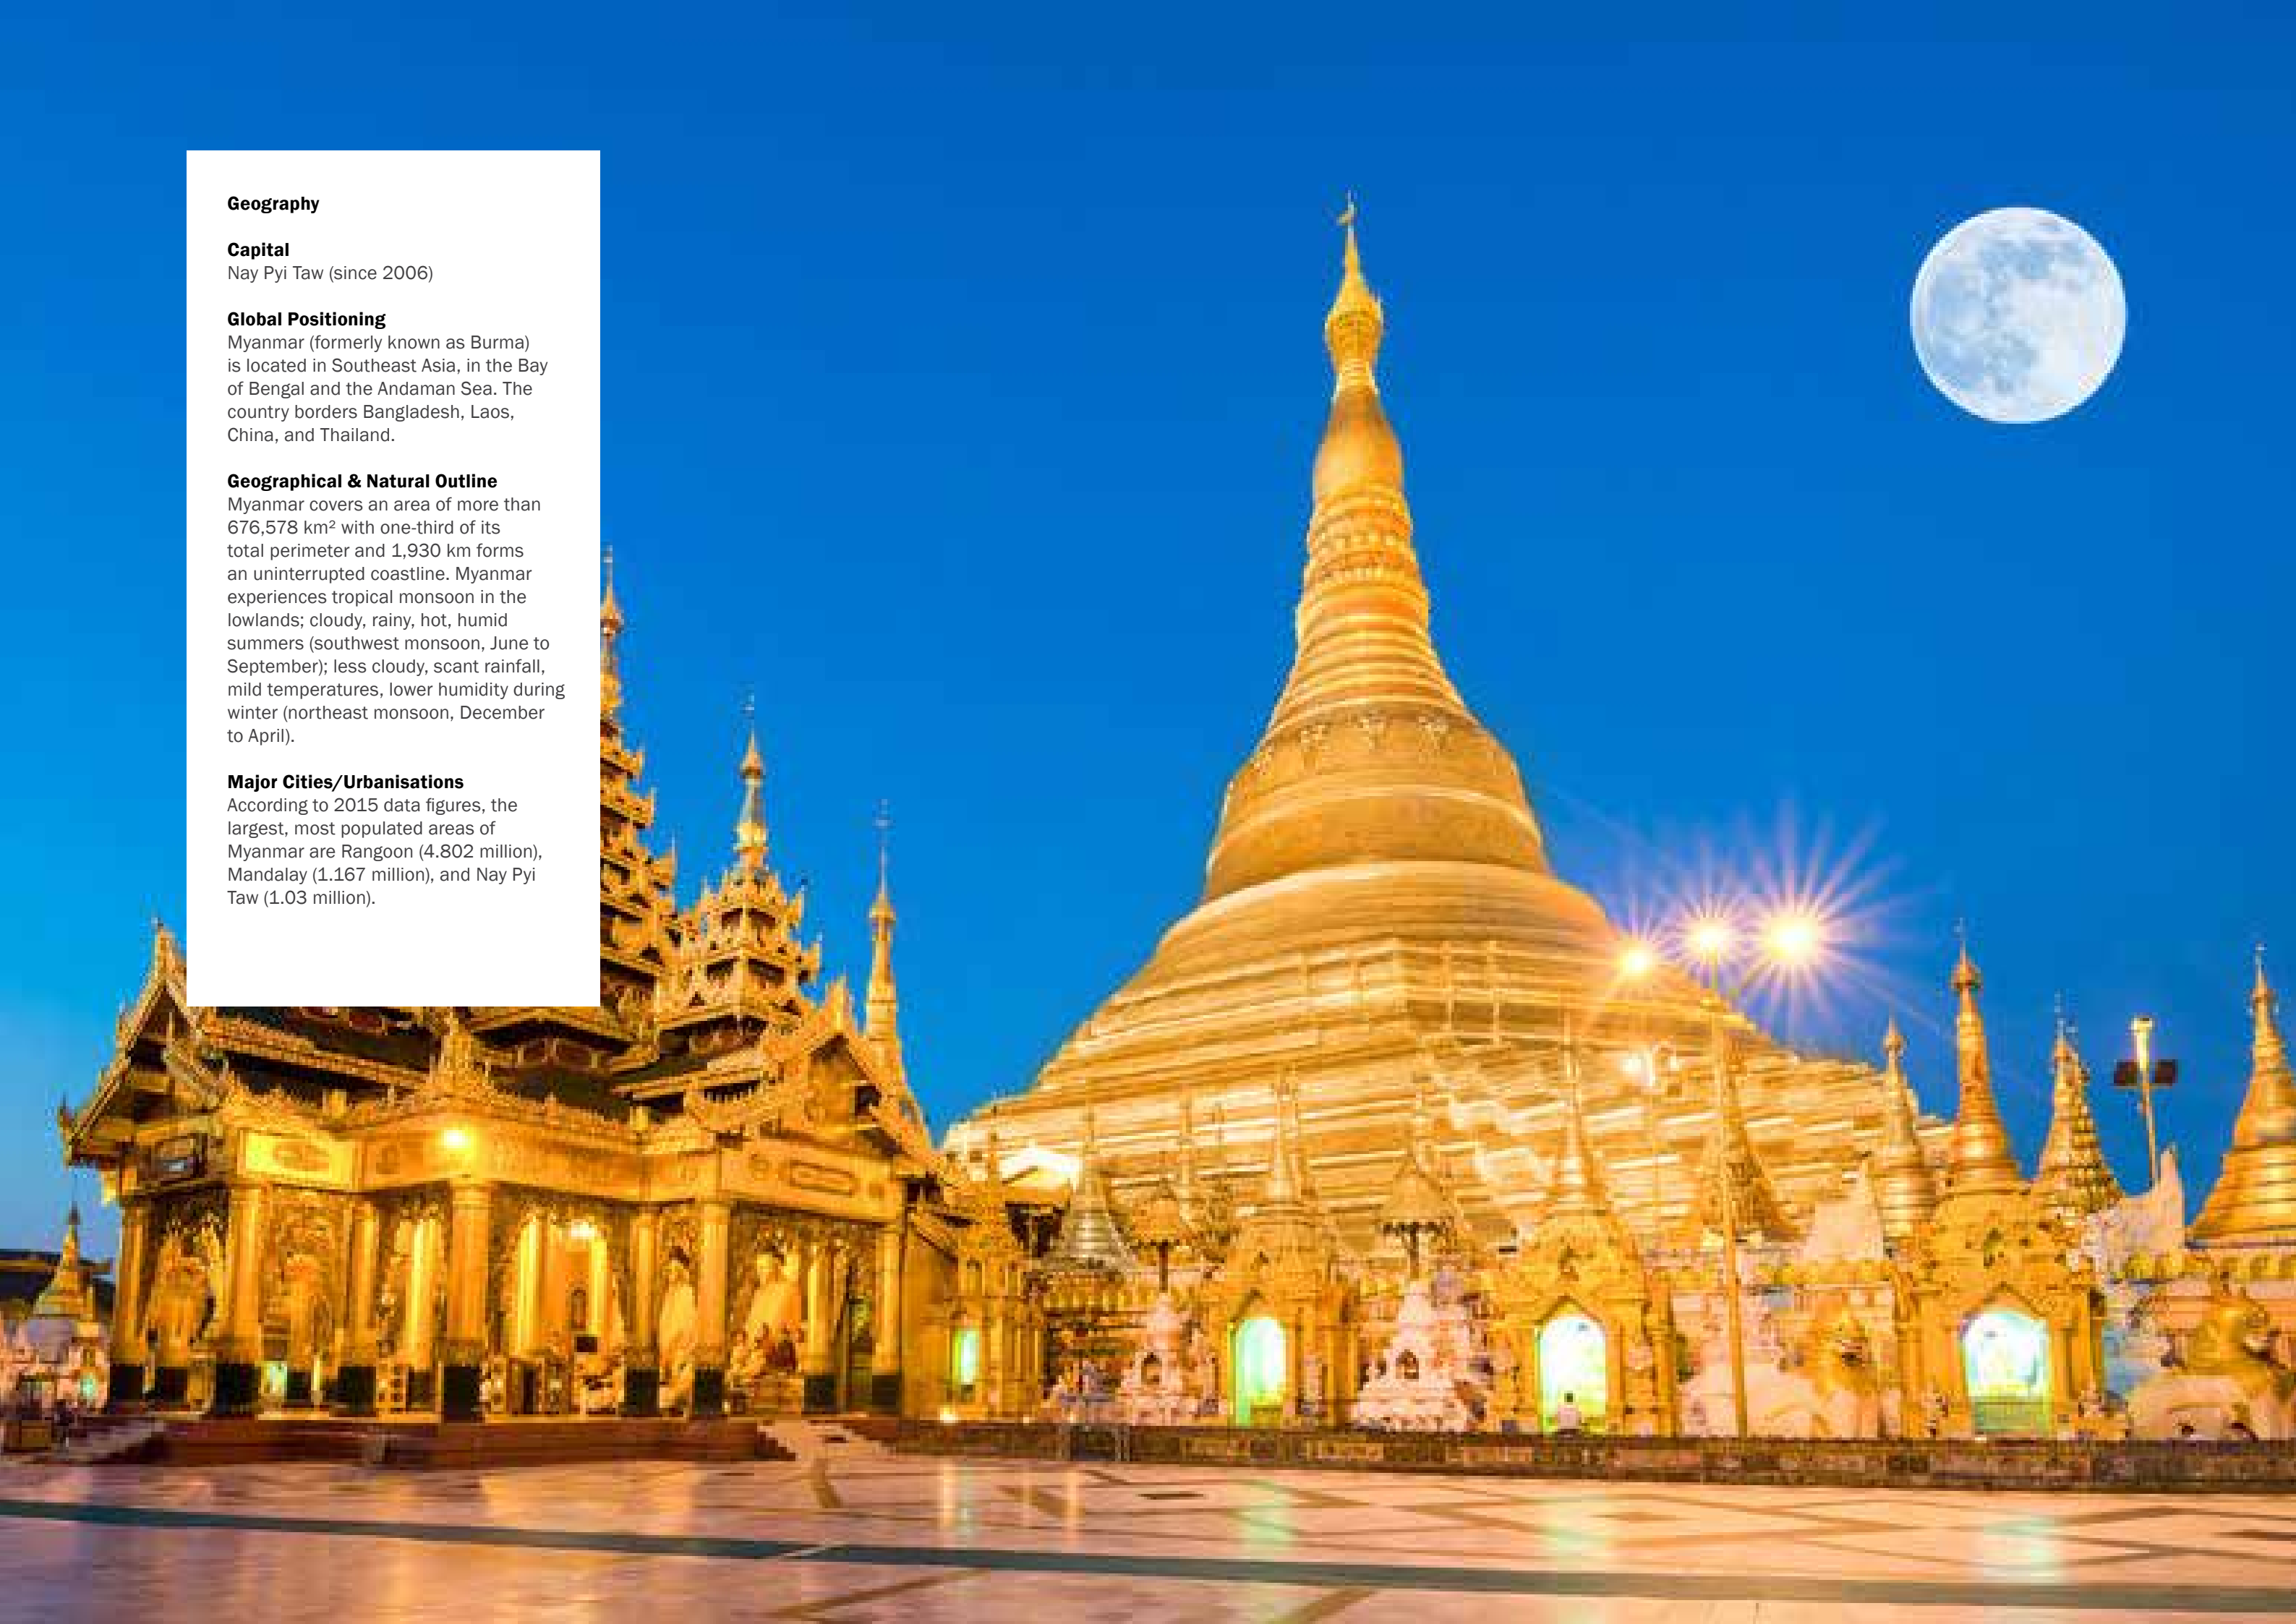 Geography
Capital
Nay Pyi Taw (since 2006)
Global Positioning
Myanmar (formerly known as Burma)
is located in Southeast Asia, in the Bay
of Bengal and the Andaman Sea. The
country borders Bangladesh, Laos,
China, and Thailand.
Geographical & Natural Outline
Myanmar covers an area of more than
676,578 km² with one-third of its
total perimeter and 1,930 km forms
an uninterrupted coastline. Myanmar
experiences tropical monsoon in the
lowlands; cloudy, rainy, hot, humid
summers (southwest monsoon, June to
September); less cloudy, scant rainfall,
mild temperatures, lower humidity during
winter (northeast monsoon, December
to April).
Major Cities/Urbanisations
According to 2015 data figures, the
largest, most populated areas of
Myanmar are Rangoon (4.802 million),
Mandalay (1.167 million), and Nay Pyi
Taw (1.03 million).